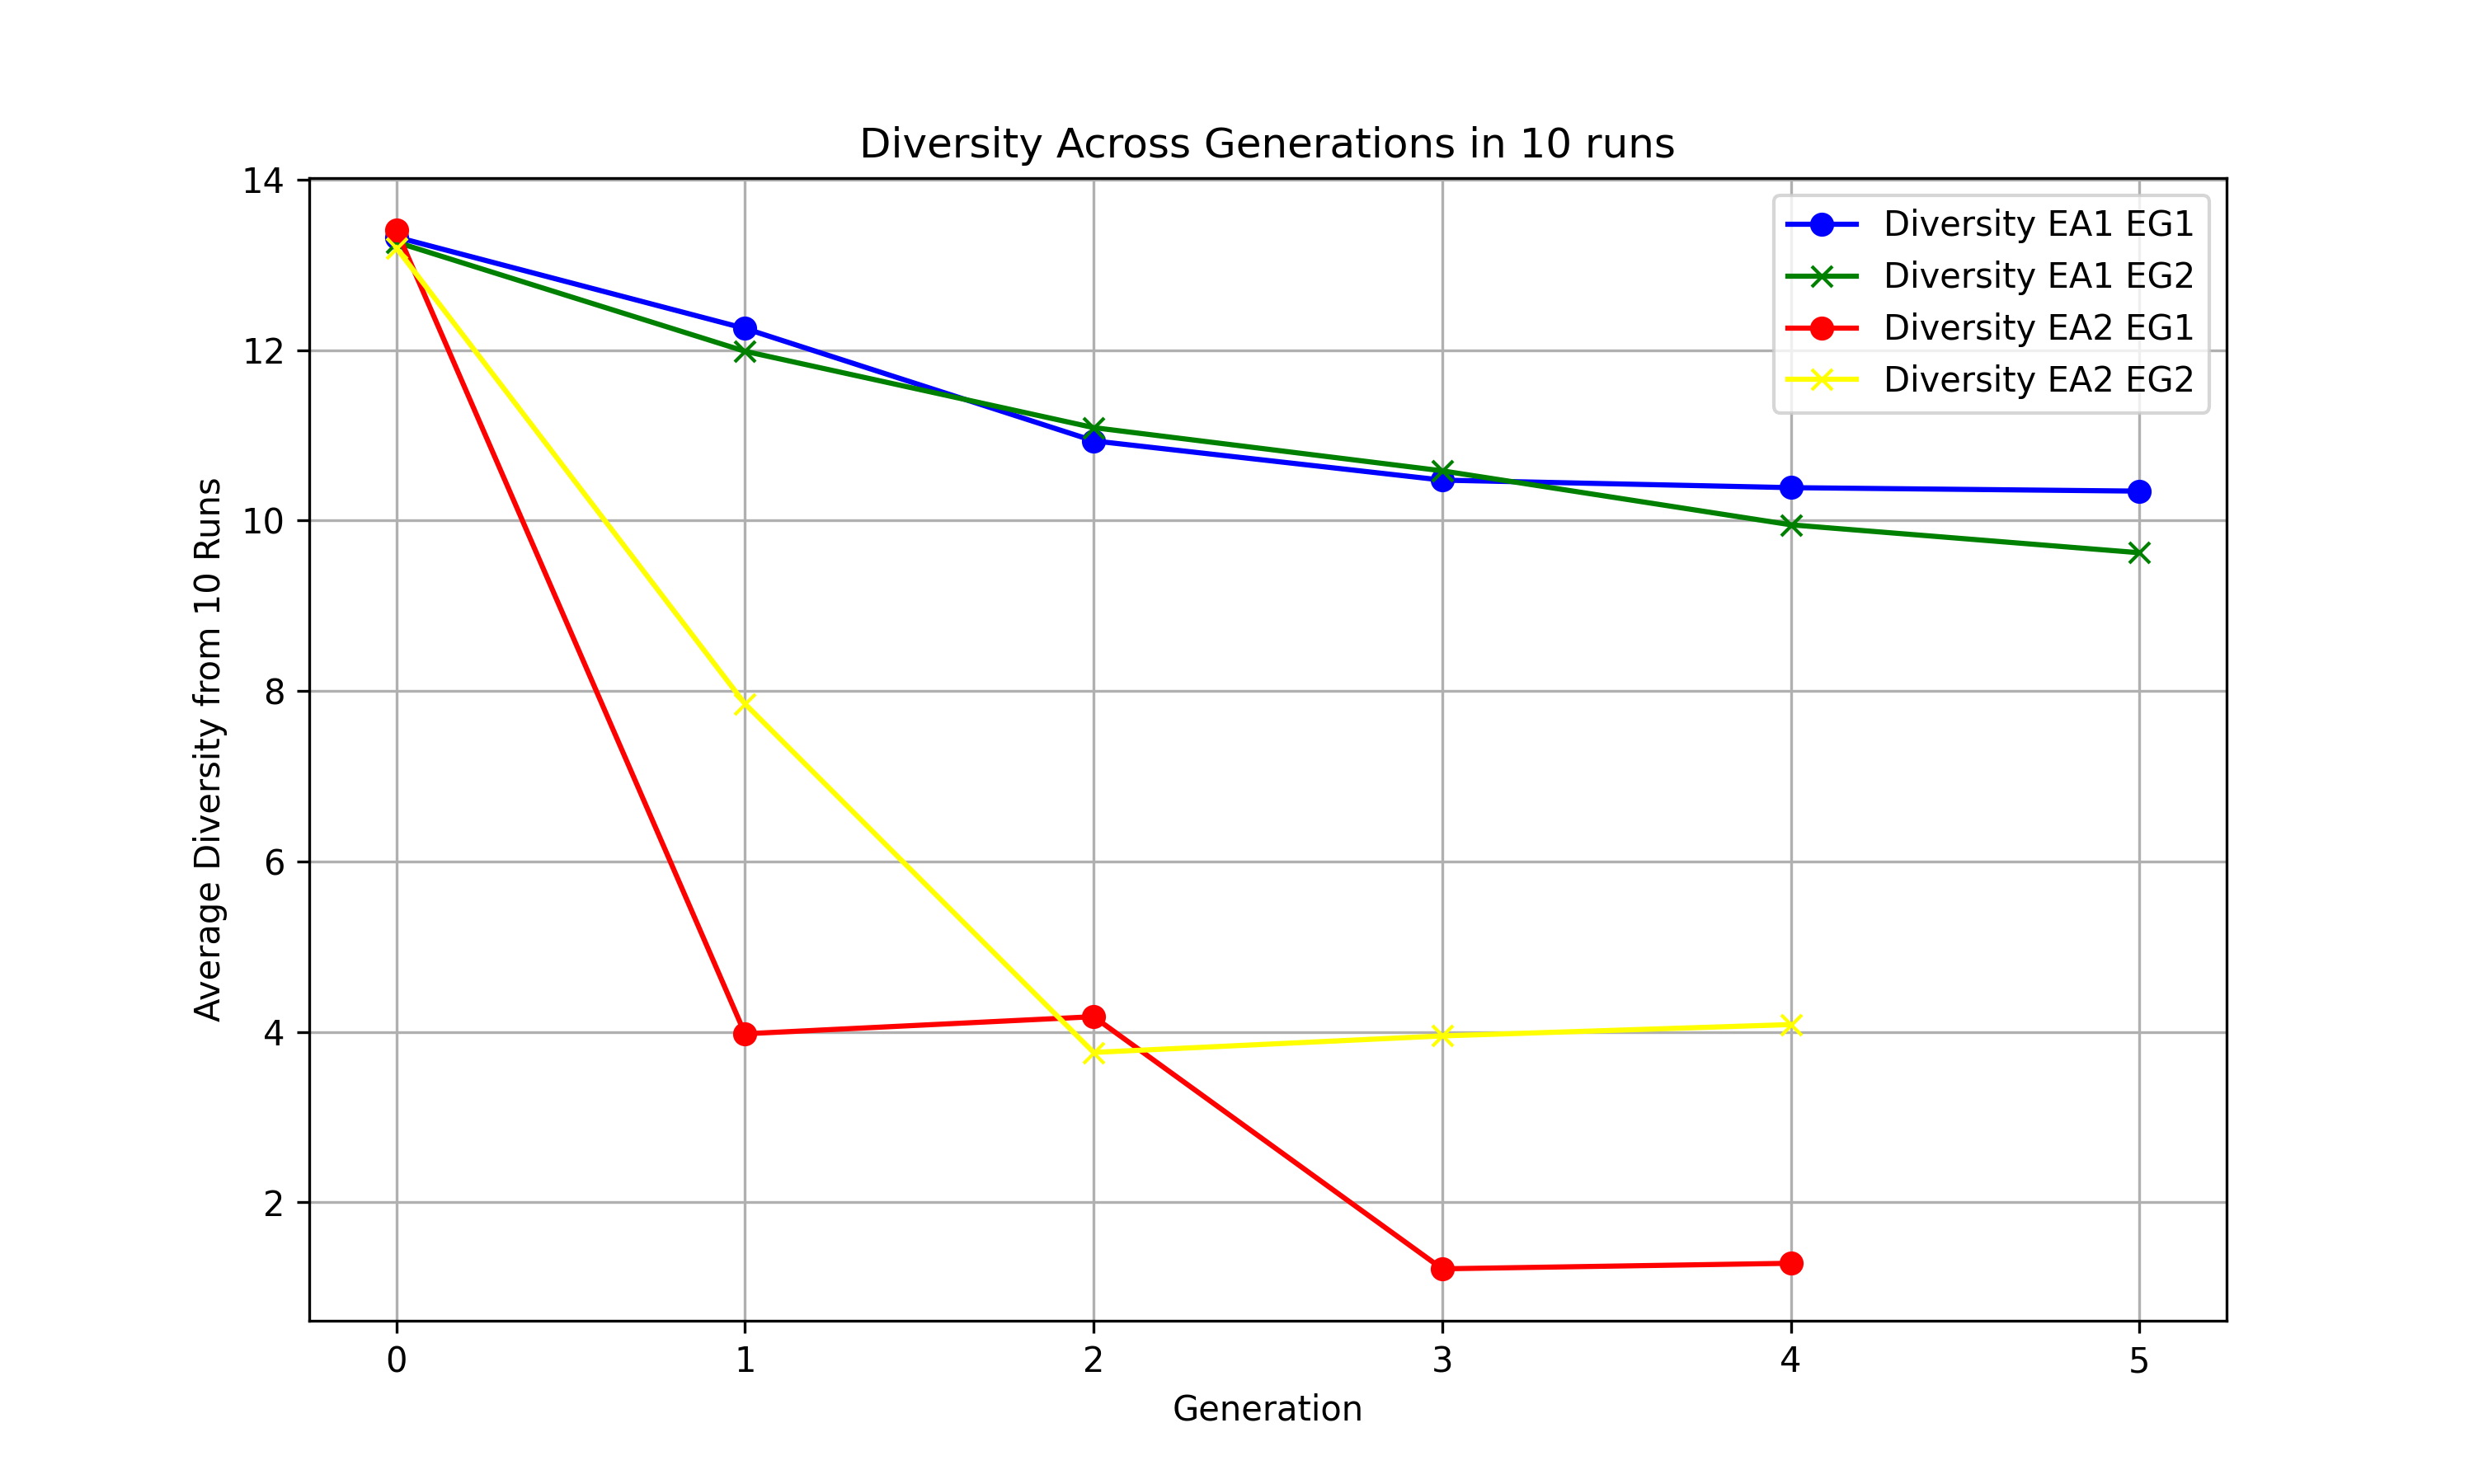 Diversity Across Generations in 10 runs
14
12
10
8
6
4
2
Average Diversity from 10 Runs
Diversity EA1 EG1
Diversity EA1 EG2
Diversity EA2 EG1
Diversity EA2 EG2
0 1 2 3 4 5
Generation